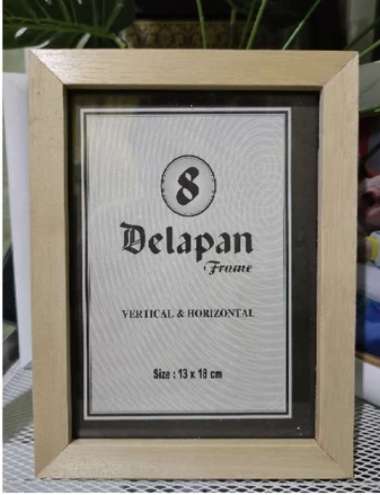 8
Delapan
Frame
VERTICAL & HORIZONTAL
Size : 13 x 18 cm